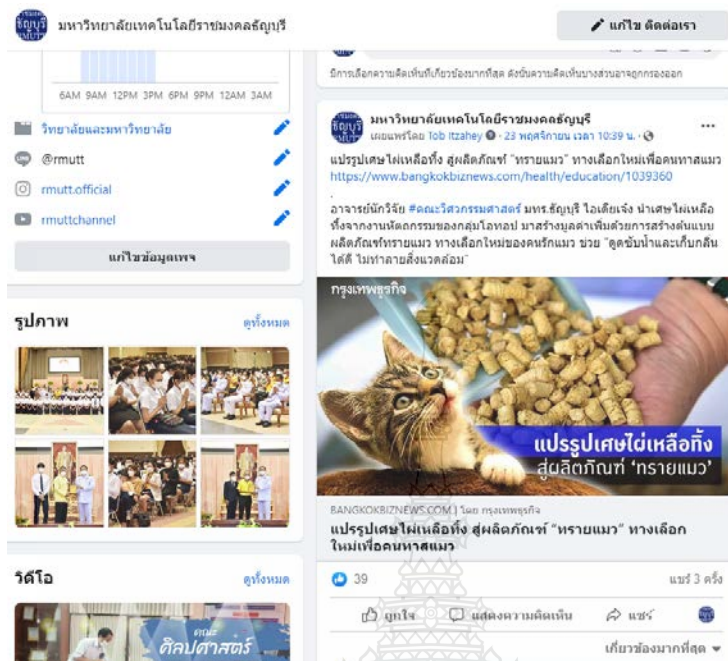 มหาวิทยาลัยเทคโนโลยีราชมงคลธัญบุรี
แก้ไข ติดต่อเรา
6AM 9AM 12PM 3PM 6PM 9PM 12AM 3AM
วิทยาลัยและมหาวิทยาลัย
@rmutt
rmutt.official
rmuttchannel
แก้ไขข้อมูลเพจ
รูปภาพ
ดูทั้งหมด
วิดีโอ
ดูทั้งหมด
คณะ
ศิลปศาสตร์
มีการเลือกความคิดเห็นที่เกี่ยวข้องมากที่สุด ดังนั้นความคิดเห็นบางส่วนอาจถูกกรองออก
มหาวิทยาลัยเทคโนโลยีราชมงคลธัญบุรี
เผยแพร่โดย Tob Itzahey · 23 พฤศจิกายน เวลา 10:39 น. ·
แปรรูปเศษไผ่เหลือทิ้ง สู่ผลิตภัณฑ์ "ทรายแมว" ทางเลือกใหม่เพื่อคนทาสแมว
https://www.bangkokbiznews.com/health/education/1039360
.
อาจารย์นักวิจัย #คณะวิศวกรรมศาสตร์ มทร.ธัญบุรี ไอเดียเจ๋ง นำเศษไผ่เหลือ
ทิ้งจากงานหัตถกรรมของกลุ่มโอทอป มาสร้างมูลค่าเพิ่มด้วยการสร้างต้นแบบ
ผลิตภัณฑ์ทรายแมว ทางเลือกใหม่ของคนรักแมว ช่วย "ดูดซับน้ำและเก็บกลิ่น
ได้ดี ไม่ทำลายสิ่งแวดล้อม"
กรุงเทพธุรกิจ
แปรรูปเศษไผ่เหลือทิ้ง
สู่ผลิตภัณฑ์ 'ทรายแมว'
BANGKOKBIZNEWS.COM | โดย กรุงเทพธุรกิจ
แปรรูปเศษไผ่เหลือทิ้ง สู่ผลิตภัณฑ์ "ทรายแมว" ทางเลือก
ใหม่เพื่อคนทาสแมว
39
แชร์ 3 ครั้ง
ถูกใจ
แสดงความคิดเห็น
แชร์
เกี่ยวข้องมากที่สุด